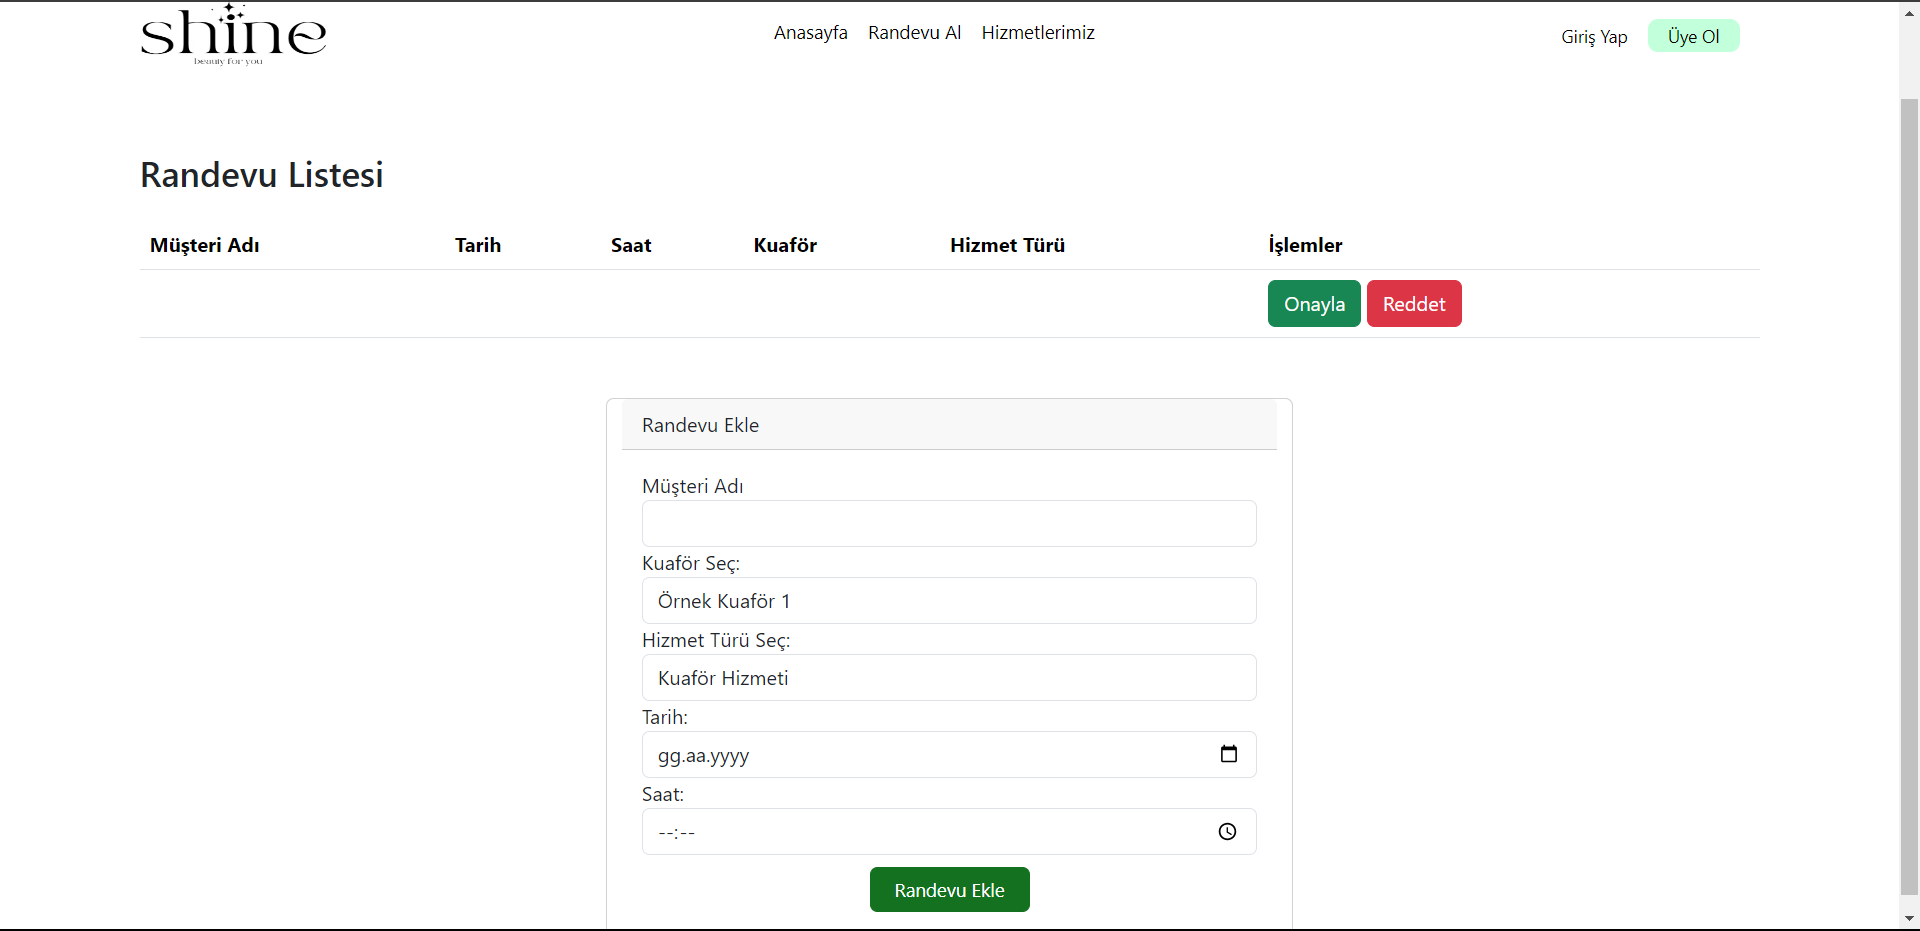 shine
beauty for you
Anasayfa Randevu Al Hizmetlerimiz
Giriş Yap Üye Ol
Randevu Listesi
Müşteri Adı Tarih Saat Kuaför Hizmet Türü İşlemler
Onayla Reddet
Randevu Ekle
Müşteri Adı
Kuaför Seç:
Örnek Kuaför 1
Hizmet Türü Seç:
Kuaför Hizmeti
Tarih:
gg.aa.yyyy
Saat:
--:--
Randevu Ekle